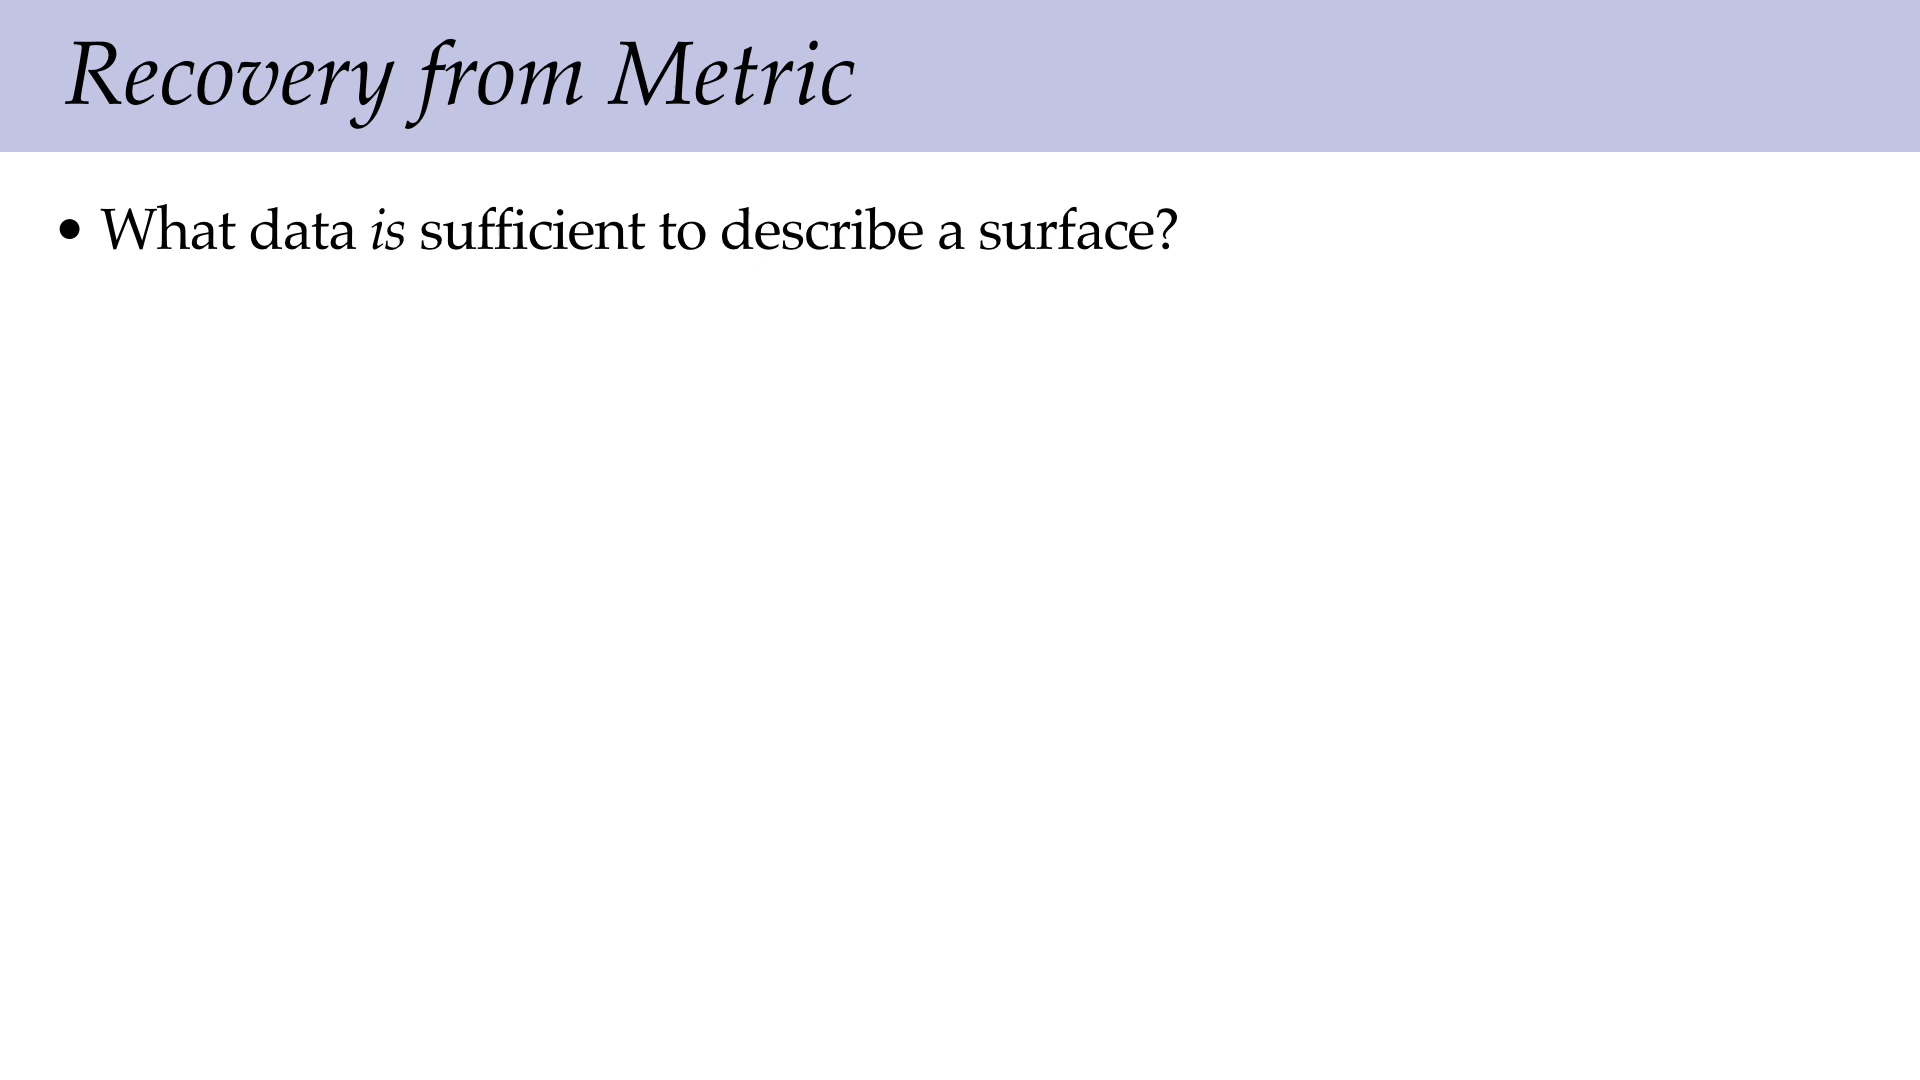 Recovery from Metric
• What data is sufficient to describe a surface?